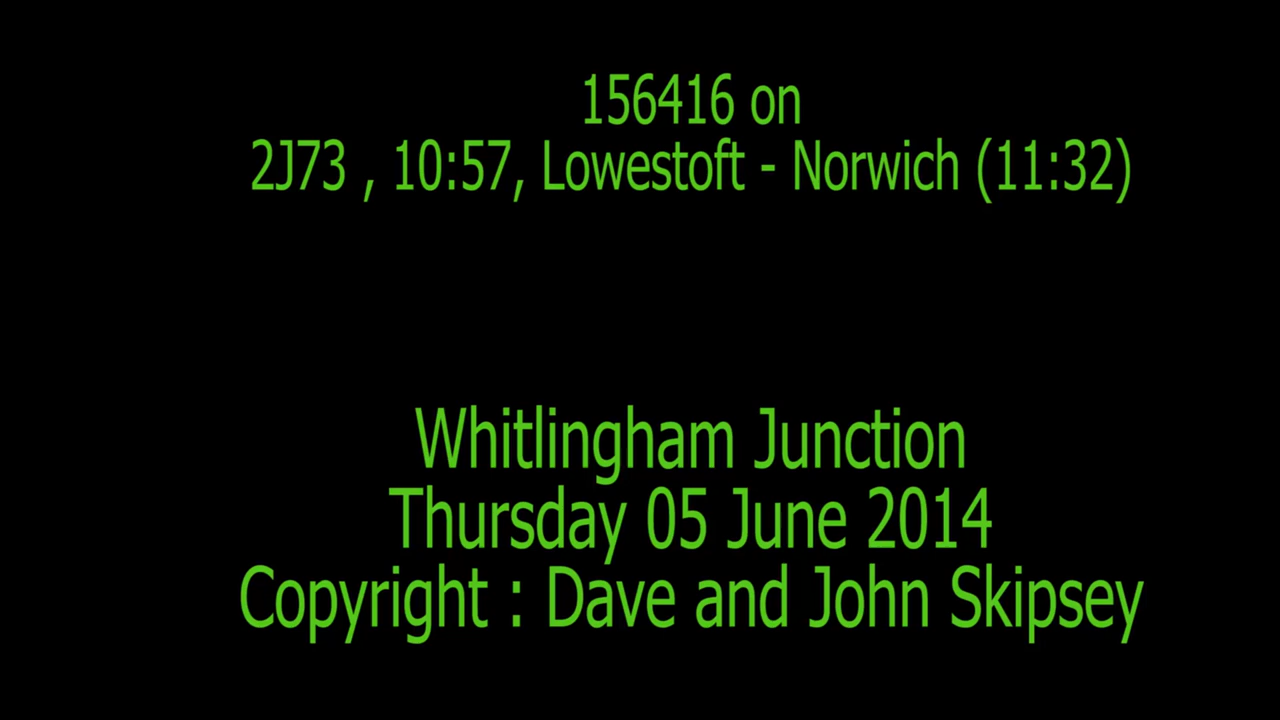 156416 on
2J73 , 10:57, Lowestoft - Norwich (11:32)
Whitlingham Junction
Thursday 05 June 2014
Copyright : Dave and John Skipsey